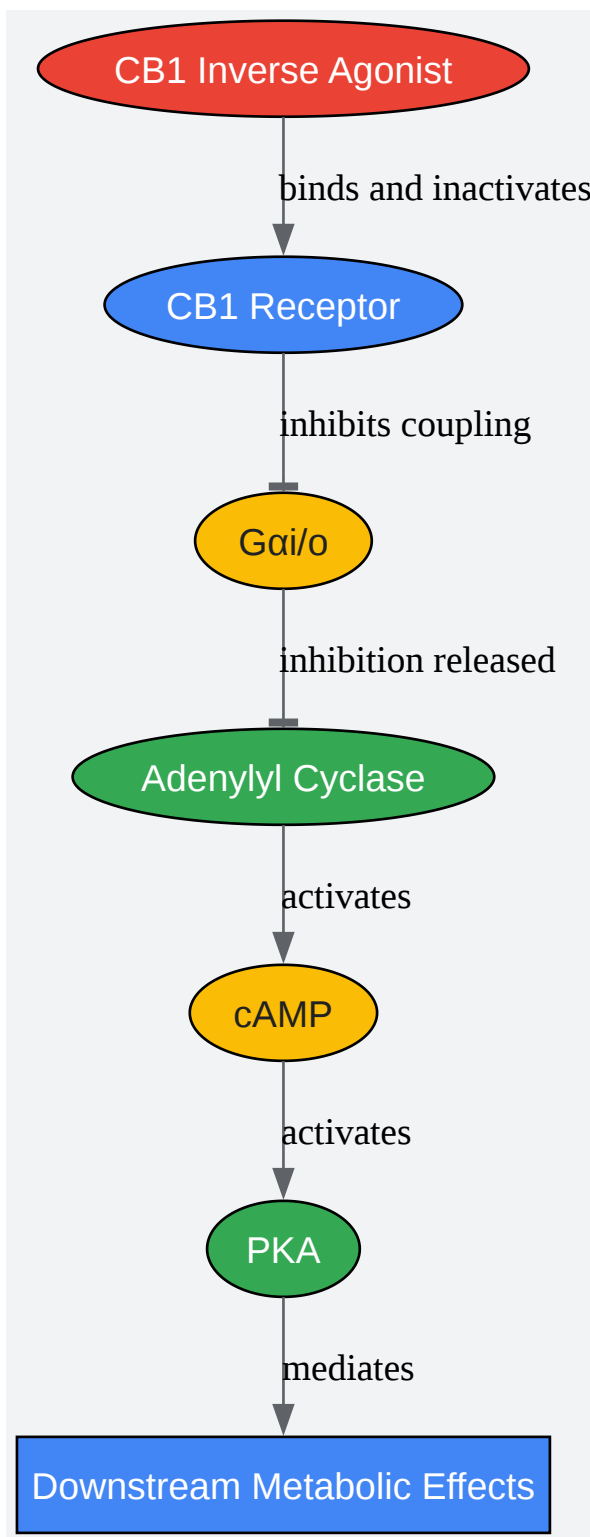 CB1 Inverse Agonist
binds and inactivates
CB1 Receptor
inhibits coupling
Gαi/o
inhibition released
Adenylyl Cyclase
activates
cAMP
activates
PKA
mediates
Downstream Metabolic Effects